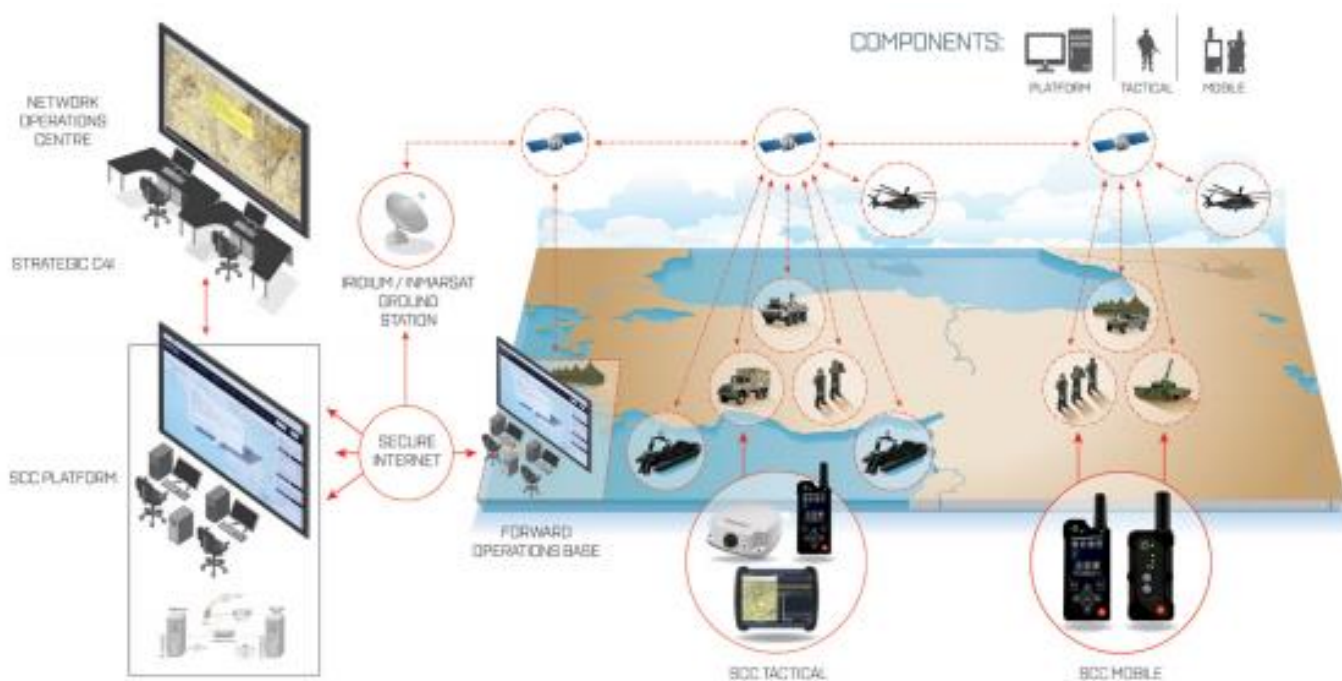 COMPONENTS:
PLATFORM
TACTICAL
MOBILE
NETWORK
OPERATIONS
CENTRE
STRATEGIC C4I
IRIDIUM / INMARSAT
GROUND
STATION
SCC PLATFORM
SECURE
INTERNET
FORWARD
OPERATIONS BASE
SCC TACTICAL
SCC MOBILE